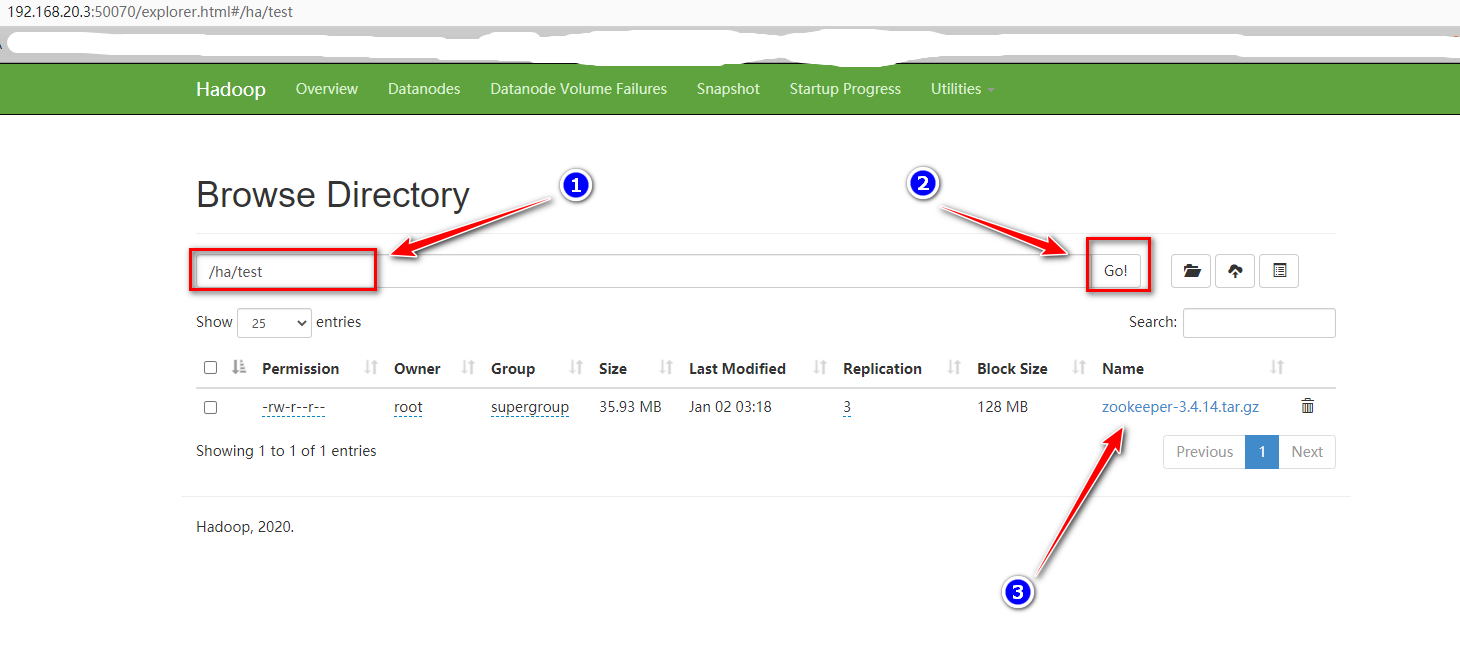 192.168.20.3:50070/explorer.html#/ha/test
Hadoop Overview Datanodes Datanode Volume Failures Snapshot Startup Progress Utilities
1
2
Browse Directory
/ha/test Go!
Show 25 entries Search:
Permission Owner Group Size Last Modified Replication Block Size Name
-rw-r--r-- root supergroup 35.93 MB Jan 02 03:18 3 128 MB zookeeper-3.4.14.tar.gz
Showing 1 to 1 of 1 entries Previous 1 Next
Hadoop, 2020.
3